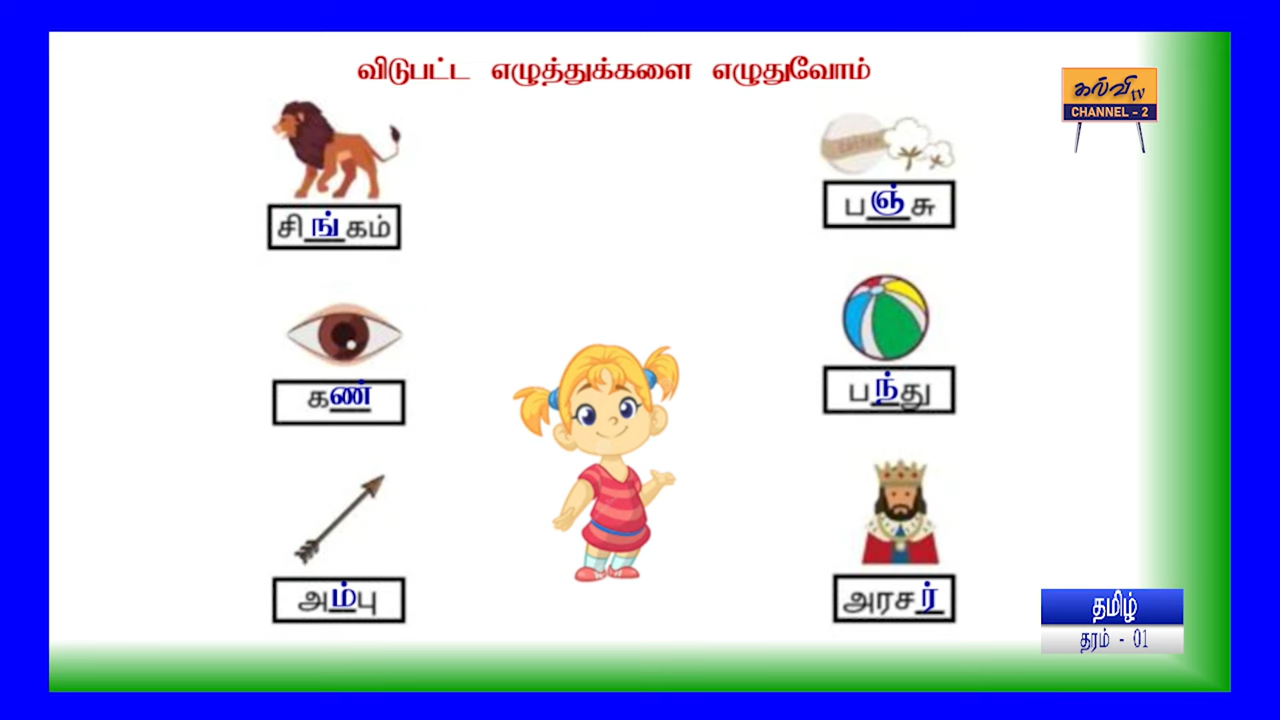 விடுபட்ட எழுத்துக்களை எழுதுவோம்
கல்வி tv
CHANNEL - 2
சிங்கம்
பஞ்சு
கண்
பந்து
அம்பு
அரசர்
தமிழ்
தரம் - 01